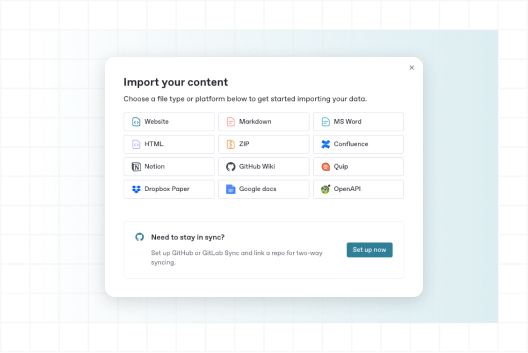 Import your content
Choose a file type or platform below to get started importing your data.
Website
Markdown
MS Word
HTML
ZIP
Confluence
Notion
GitHub Wiki
Quip
Dropbox Paper
Google docs
OpenAPI
Need to stay in sync?
Set up GitHub or GitLab Sync and link a repo for two-way
syncing.
Set up now